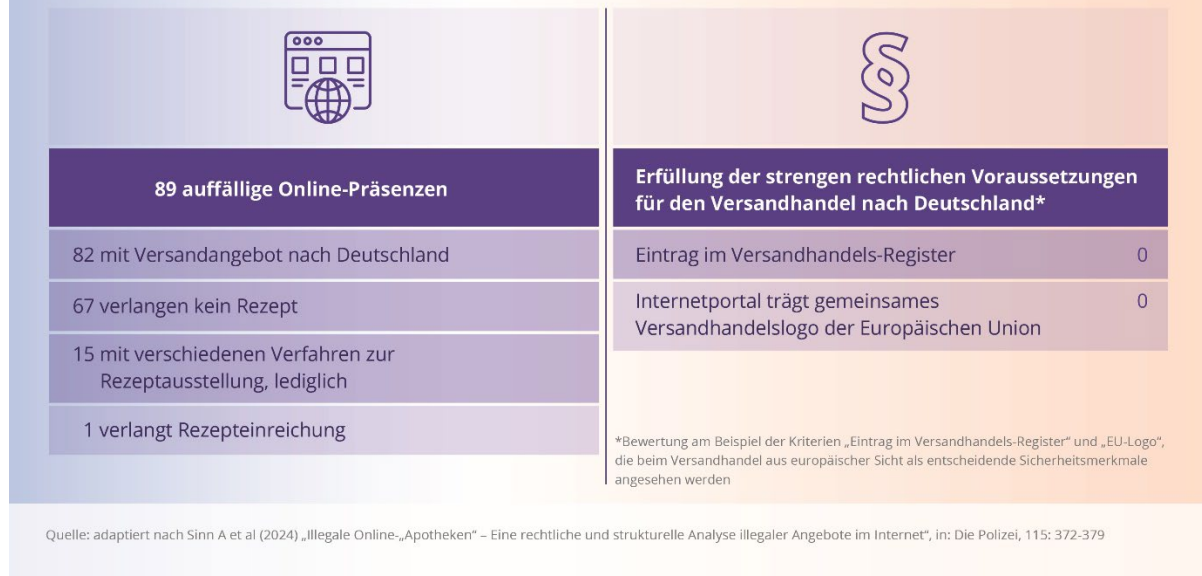 89 auffällige Online-Präsenzen
82 mit Versandangebot nach Deutschland
67 verlangen kein Rezept
15 mit verschiedenen Verfahren zur
Rezeptausstellung, lediglich
1 verlangt Rezepteinreichung
§
Erfüllung der strengen rechtlichen Voraussetzungen
für den Versandhandel nach Deutschland*
Eintrag im Versandhandels-Register 0
Internetportal trägt gemeinsames 0
Versandhandelslogo der Europäischen Union
*Bewertung am Beispiel der Kriterien „Eintrag im Versandhandels-Register“ und „EU-Logo“,
die beim Versandhandel aus europäischer Sicht als entscheidende Sicherheitsmerkmale
angesehen werden
Quelle: adaptiert nach Sinn A et al (2024) „Illegale Online-„Apotheken“ – Eine rechtliche und strukturelle Analyse illegaler Angebote im Internet“, in: Die Polizei, 115: 372-379